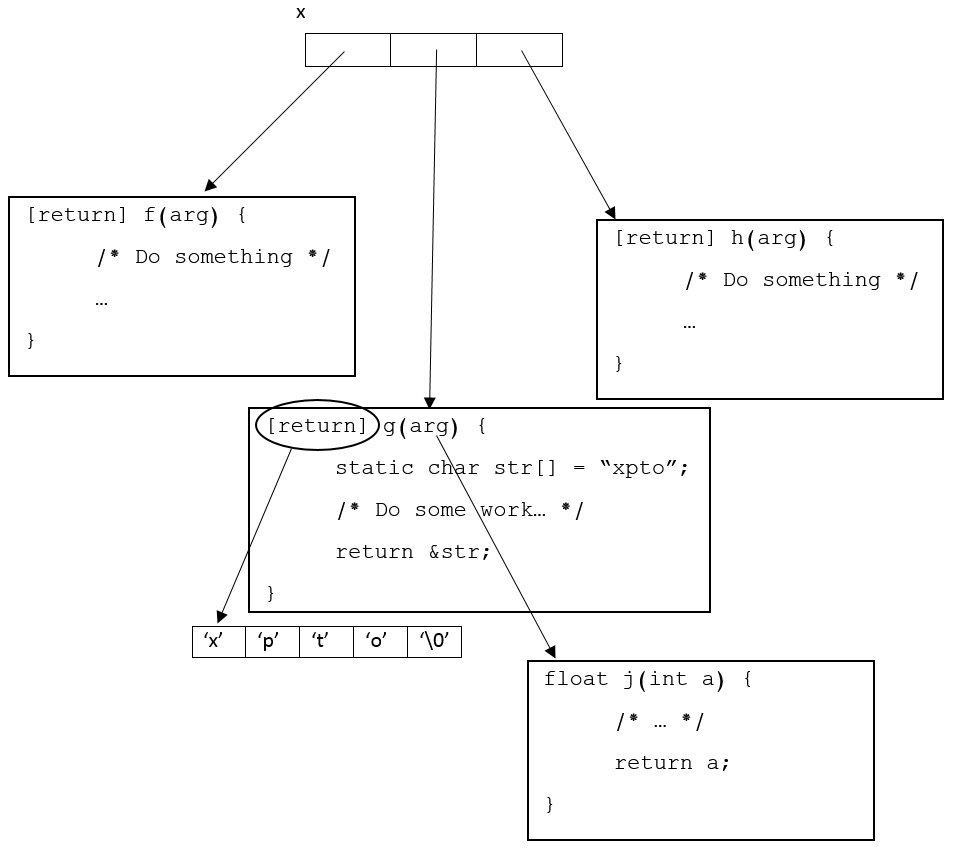 x
[return] f(arg) {
/* Do something */
…
}
[return] h(arg) {
/* Do something */
…
}
[return] g(arg) {
static char str[] = “xpto”;
/* Do some work… */
return &str;
}
‘x’ ‘p’ ‘t’ ‘o’ ‘\0’
float j(int a) {
/* … */
return a;
}